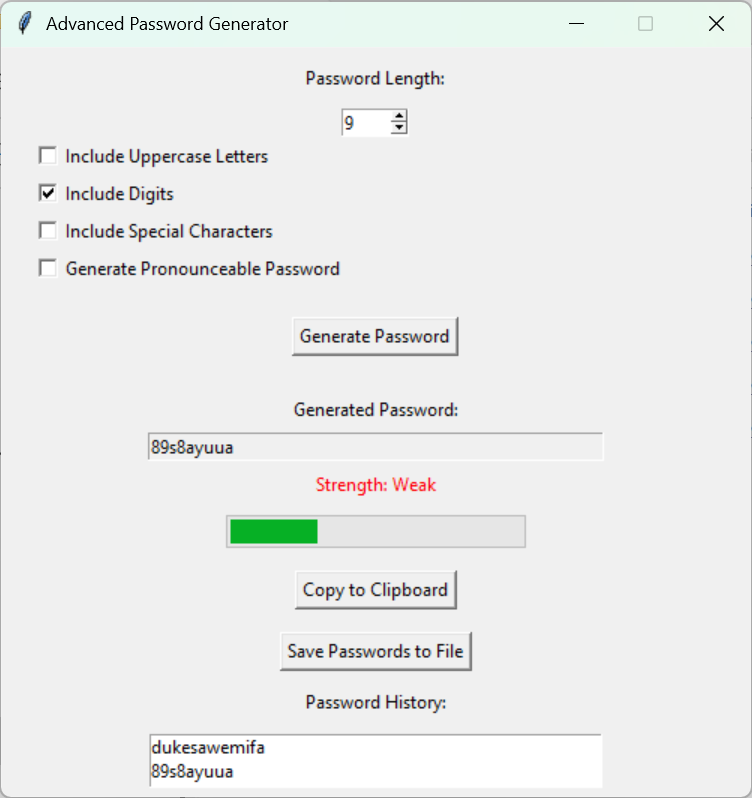 Advanced Password Generator
Password Length:
9
Include Uppercase Letters
Include Digits
Include Special Characters
Generate Pronounceable Password
Generate Password
Generated Password:
89s8ayuua
Strength: Weak
Copy to Clipboard
Save Passwords to File
Password History:
dukesawemifa
89s8ayuua